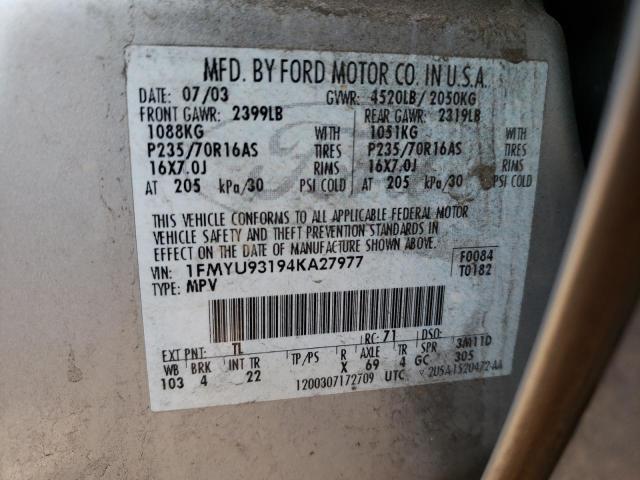 MFD. BY FORD MOTOR CO. IN U.S.A.
DATE: 07/03 GVWR: 4520LB/2050KG
FRONT GAWR: 2399LB REAR GAWR: 2319LB
1088KG WITH 1051KG WITH
P235/70R16AS TIRES P235/70R16AS TIRES
16X7.0J RIMS 16X7.0J RIMS
AT 205 kPa/30 PSI COLD AT 205 kPa/30 PSI COLD
THIS VEHICLE CONFORMS TO ALL APPLICABLE FEDERAL MOTOR
VEHICLE SAFETY AND THEFT PREVENTION STANDARDS IN
EFFECT ON THE DATE OF MANUFACTURE SHOWN ABOVE.
VIN: 1FMYU93194KA27977 F0084
TYPE: MPV T0182
EXT PNT: TL RC: 71 DSO:
WB BRK INT TR TP/PS R AXLE TR SPR 3M11D
103 4 22 X 69 4 GC 305
1200307172709 UTC 2U5A-1520472-AA